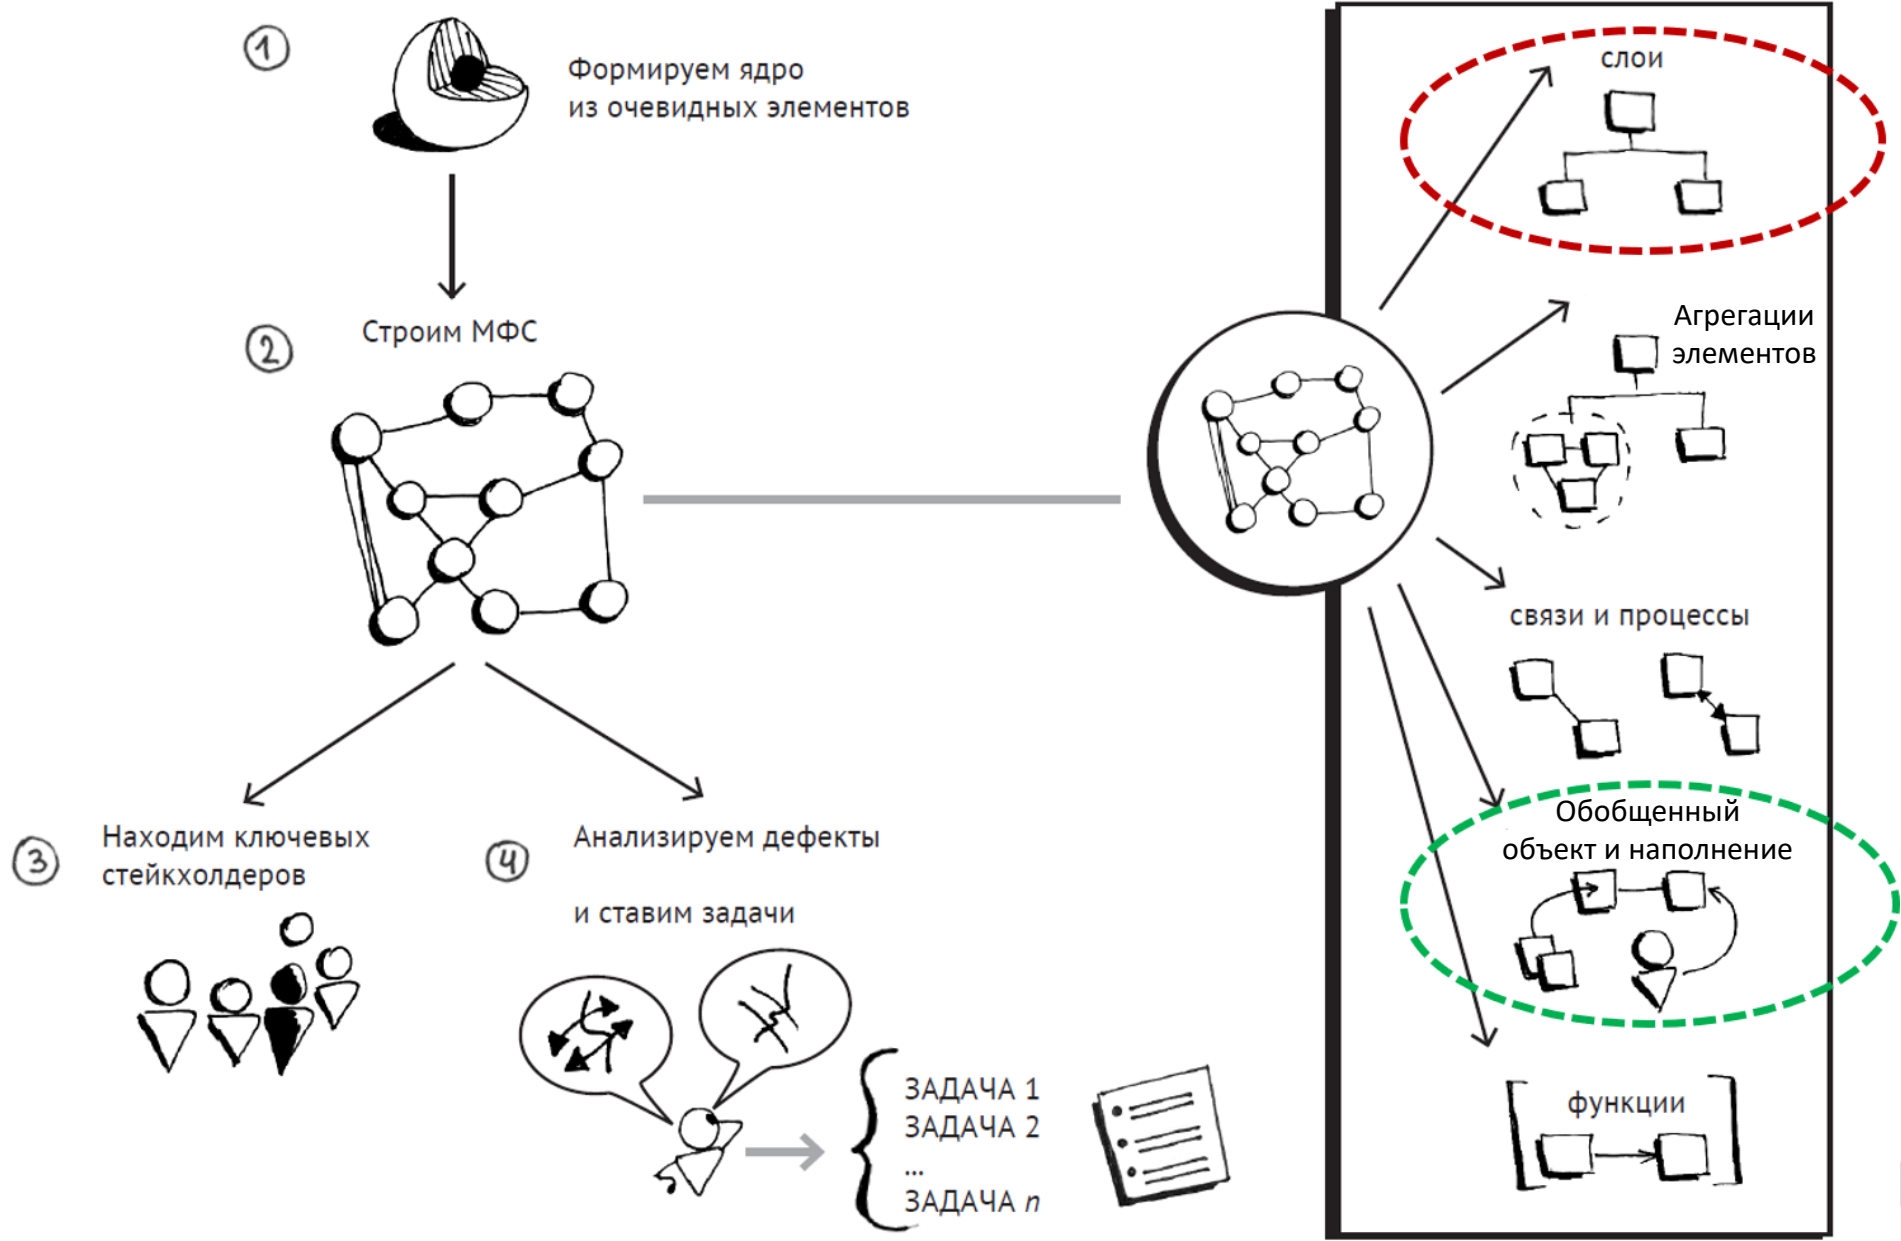 1
Формируем ядро
из очевидных элементов
2
Строим МФС
3
Находим ключевых
стейкхолдеров
4
Анализируем дефекты
и ставим задачи
ЗАДАЧА 1
ЗАДАЧА 2
...
ЗАДАЧА n
слои
Агрегации
элементов
связи и процессы
Обобщенный
объект и наполнение
функции